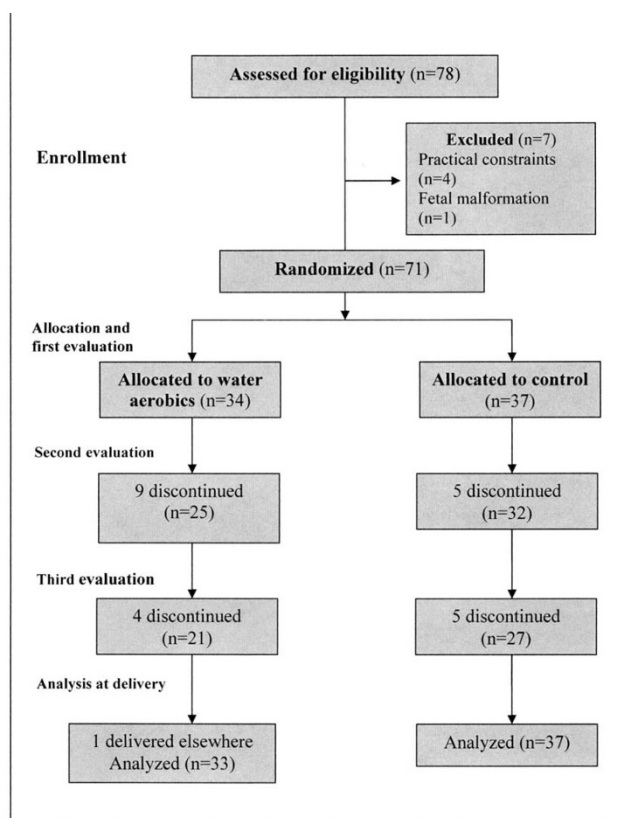 Assessed for eligibility (n=78)
Enrollment
Excluded (n=7)
Practical constraints
(n=4)
Fetal malformation
(n=1)
Randomized (n=71)
Allocation and
first evaluation
Allocated to water
aerobics (n=34)
Allocated to control
(n=37)
Second evaluation
9 discontinued
(n=25)
5 discontinued
(n=32)
Third evaluation
4 discontinued
(n=21)
5 discontinued
(n=27)
Analysis at delivery
1 delivered elsewhere
Analyzed (n=33)
Analyzed (n=37)